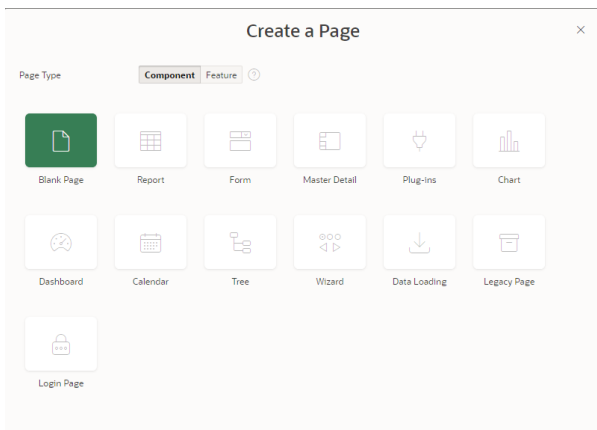 Create a Page
Page Type Component Feature ?
Blank Page Report Form Master Detail Plug-ins Chart
Dashboard Calendar Tree Wizard Data Loading Legacy Page
Login Page